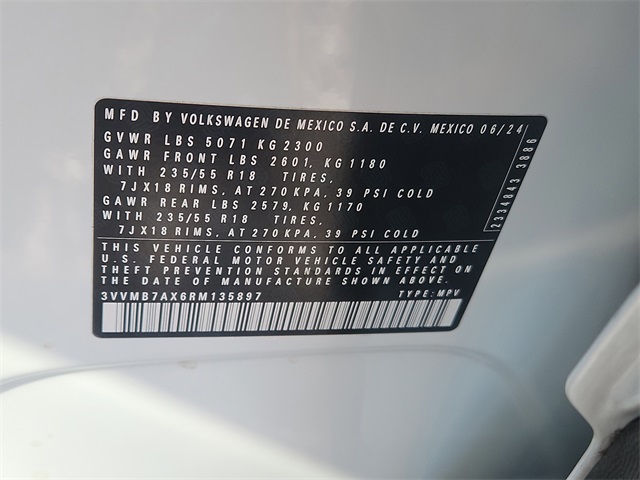 MFD BY VOLKSWAGEN DE MEXICO S.A. DE C.V. MEXICO 06/24
GVWR LBS 5071 KG 2300
GAWR FRONT LBS 2601, KG 1180
WITH 235/55 R18 TIRES,
7JX18 RIMS, AT 270 KPA, 39 PSI COLD
GAWR REAR LBS 2579, KG 1170
WITH 235/55 R18 TIRES,
7JX18 RIMS, AT 270 KPA, 39 PSI COLD
THIS VEHICLE CONFORMS TO ALL APPLICABLE
U.S. FEDERAL MOTOR VEHICLE SAFETY AND
THEFT PREVENTION STANDARDS IN EFFECT ON
THE DATE OF MANUFACTURE SHOWN ABOVE.
3VVMB7AX6RM135897 TYPE: MPV
2334843 3886